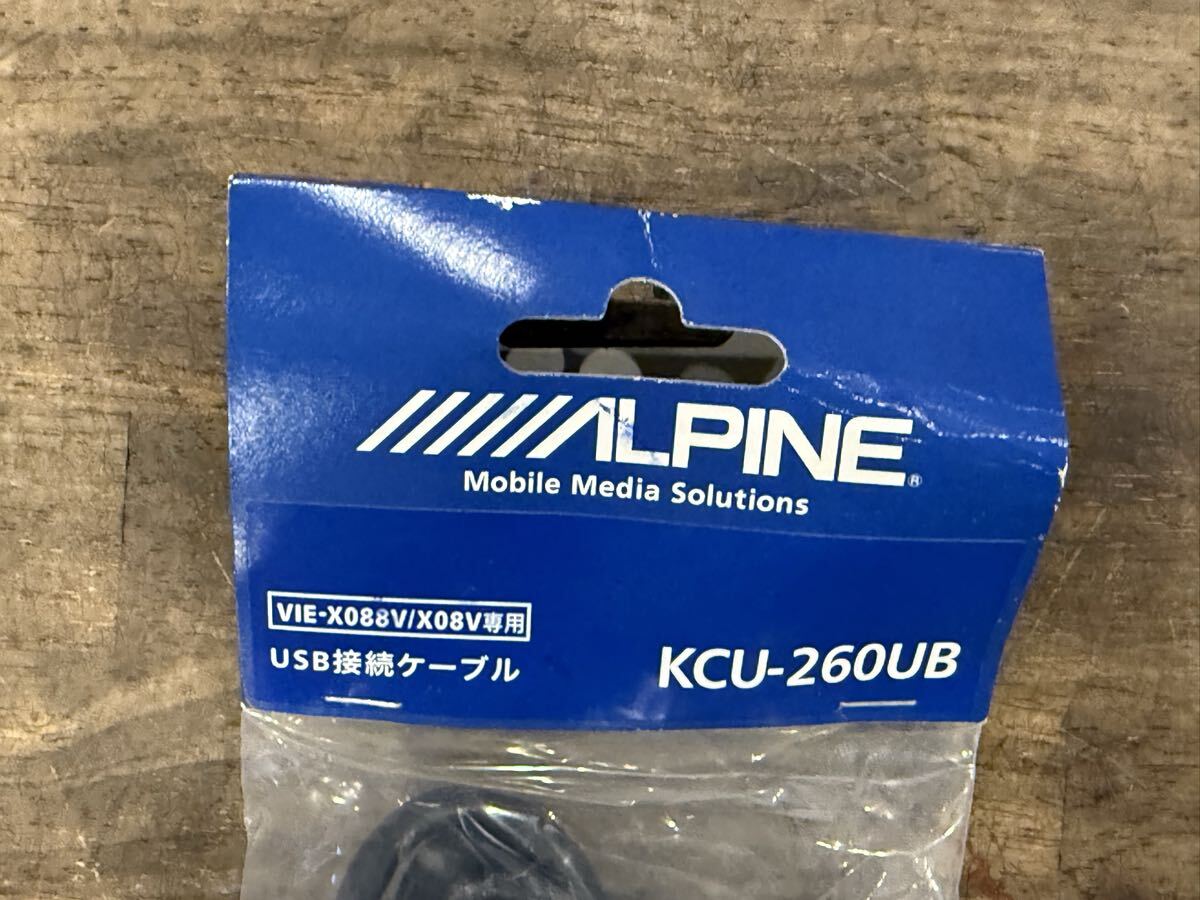 ALPINE®
Mobile Media Solutions
VIE-X088V/X08V専用
USB接続ケーブル
KCU-260UB